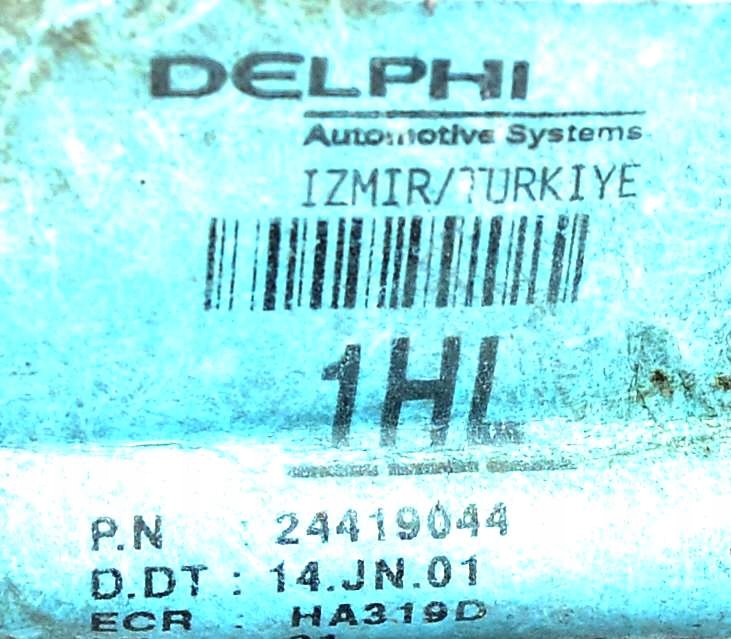 DELPHI
Automotive Systems
IZMIR/TURKIYE
1HL
P.N 24419044
D.DT : 14.JN.01
ECR : HA319D